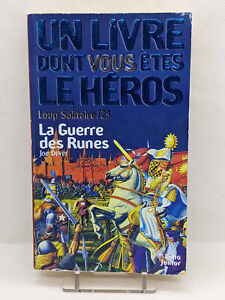 UN LIVRE
DONT VOUS ÊTES
LE HÉROS
Loup Solitaire/23
La Guerre
des Runes
Joe Dever
Folio
Junior